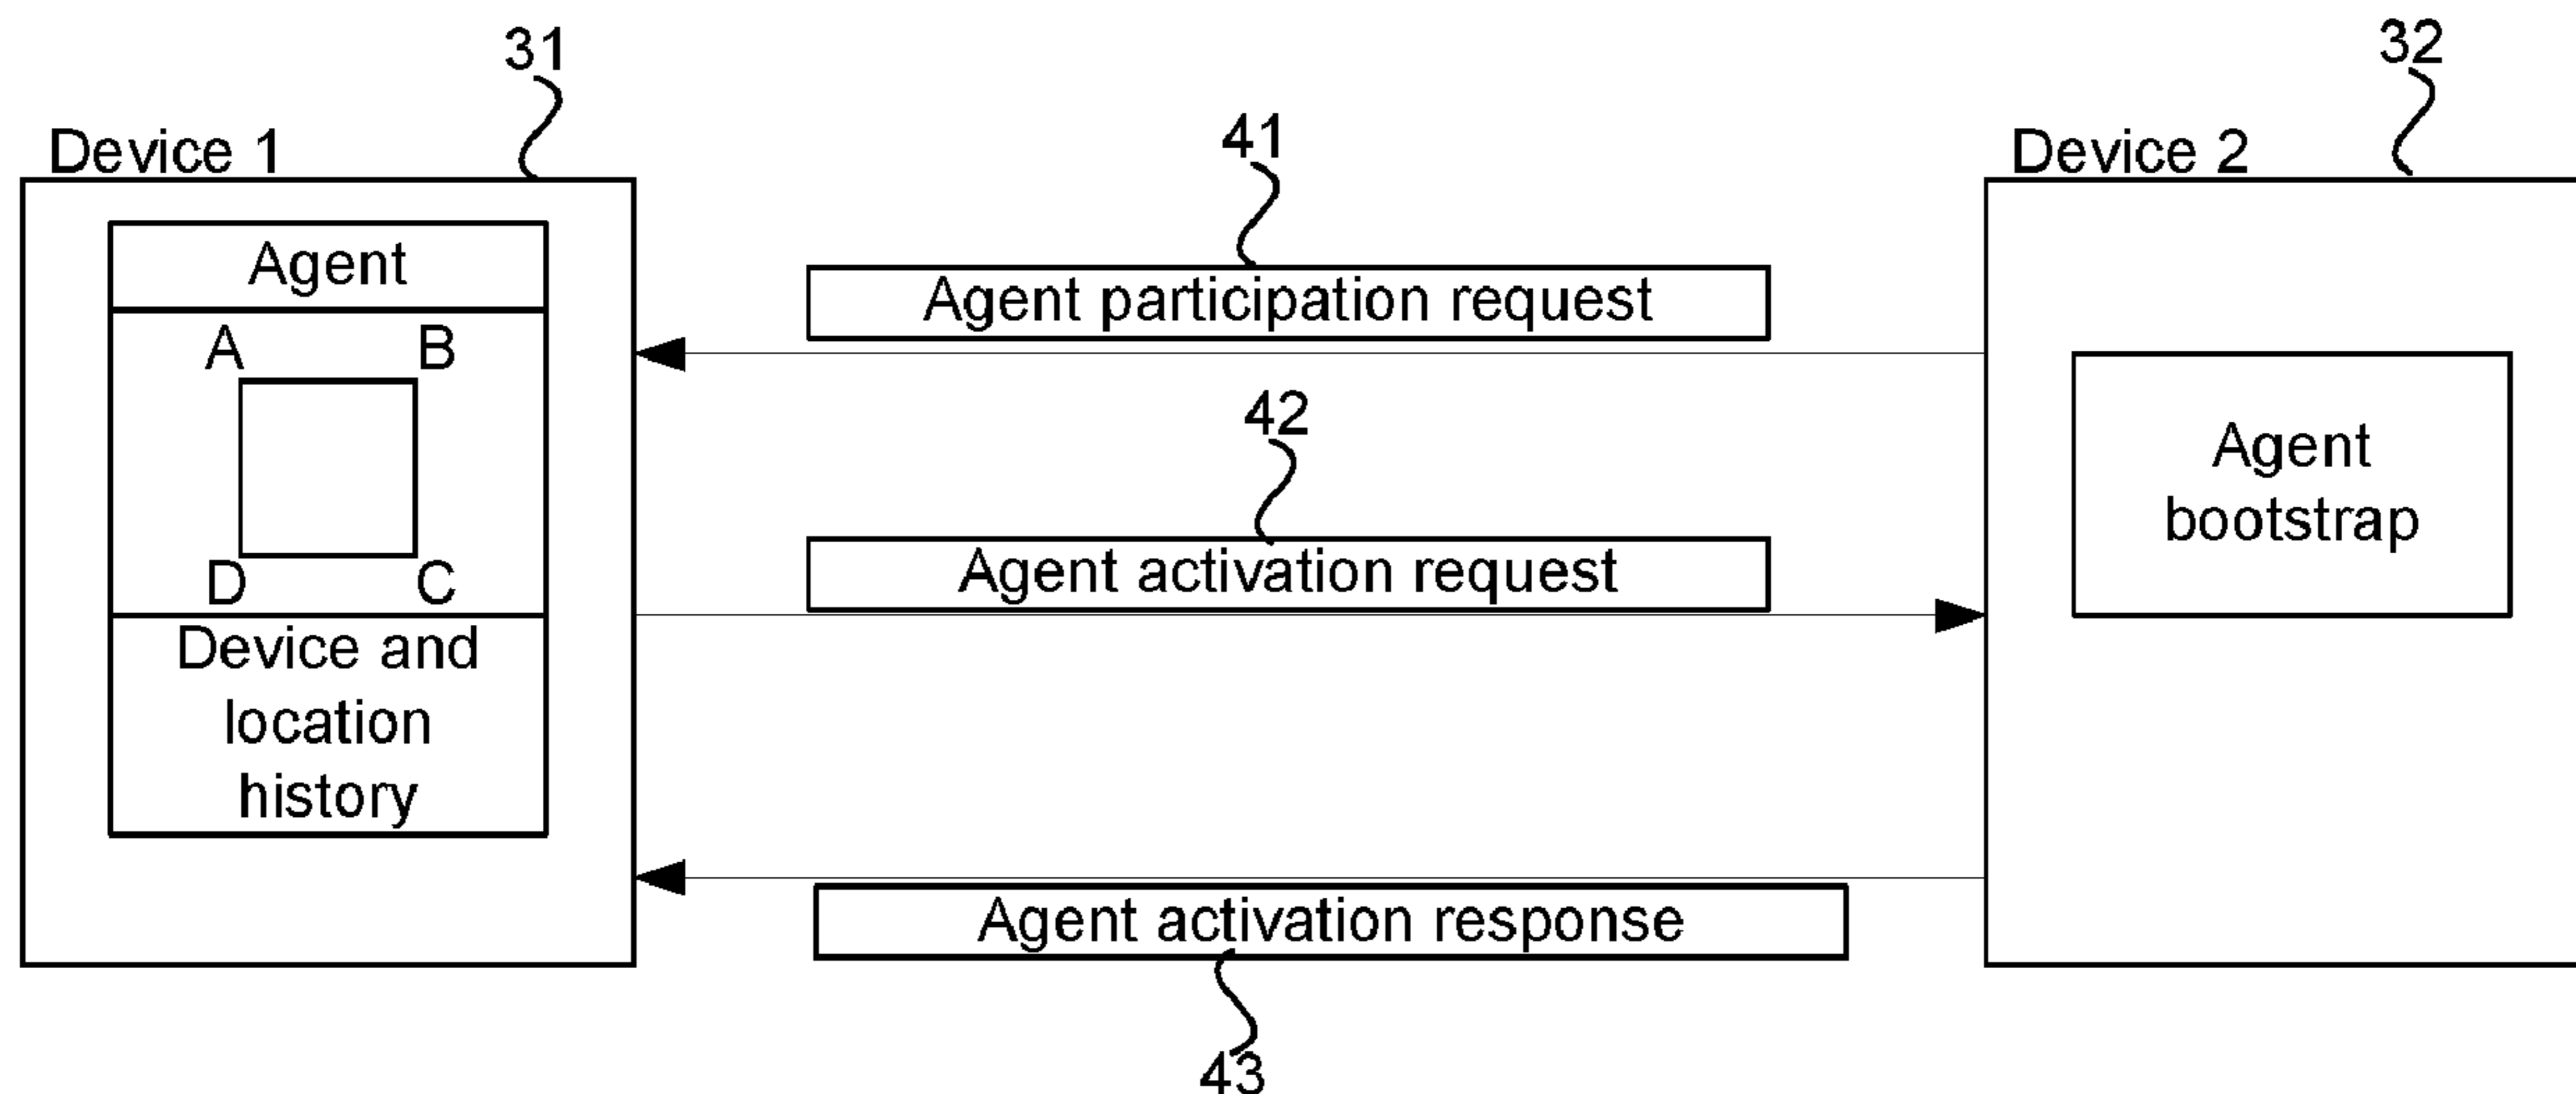 31
32
Device 1
41
Device 2
Agent
Agent participation request
A B
42
Agent
bootstrap
Agent activation request
D C
Device and
location
history
Agent activation response
43